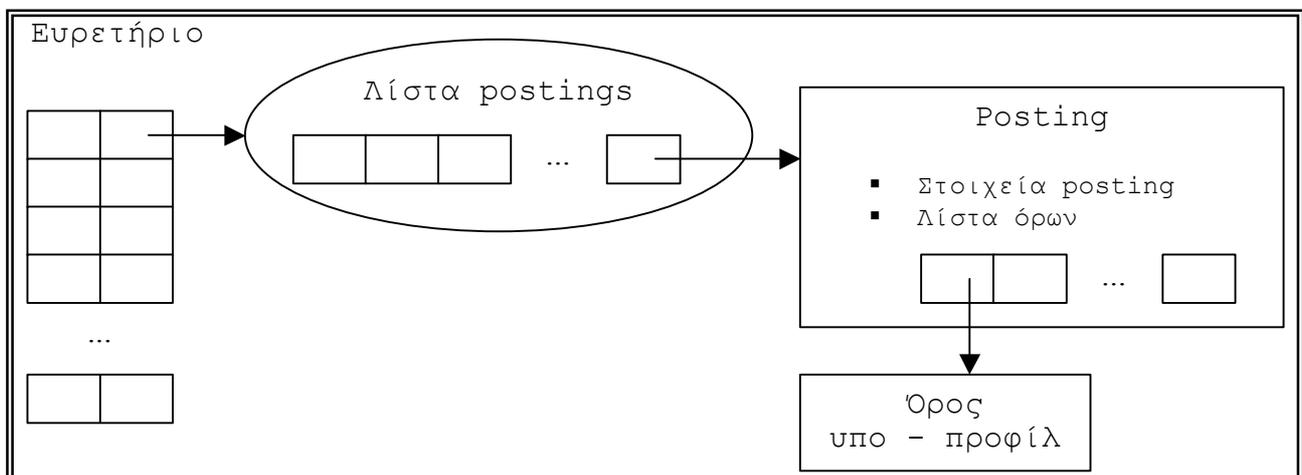 Ευρετήριο
Λίστα postings
...
Posting
▪ Στοιχεία posting
▪ Λίστα όρων
...
...
Όρος
υπο - προφίλ